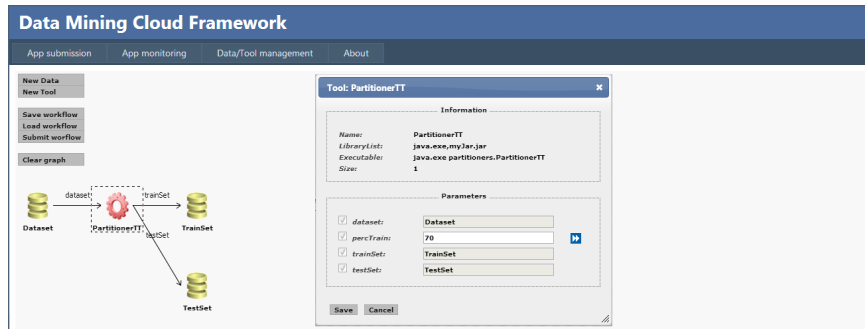 Data Mining Cloud Framework
App submission App monitoring Data/Tool management About
New Data
New Tool
Save workflow
Load workflow
Submit worflow
Clear graph
dataset
trainSet
testSet
Dataset
PartitionerTT
TrainSet
TestSet
Tool: PartitionerTT
Information
Name: PartitionerTT
LibraryList: java.exe,myJar.jar
Executable: java.exe partitioners.PartitionerTT
Size: 1
Parameters
dataset: Dataset
percTrain: 70
trainSet: TrainSet
testSet: TestSet
Save Cancel